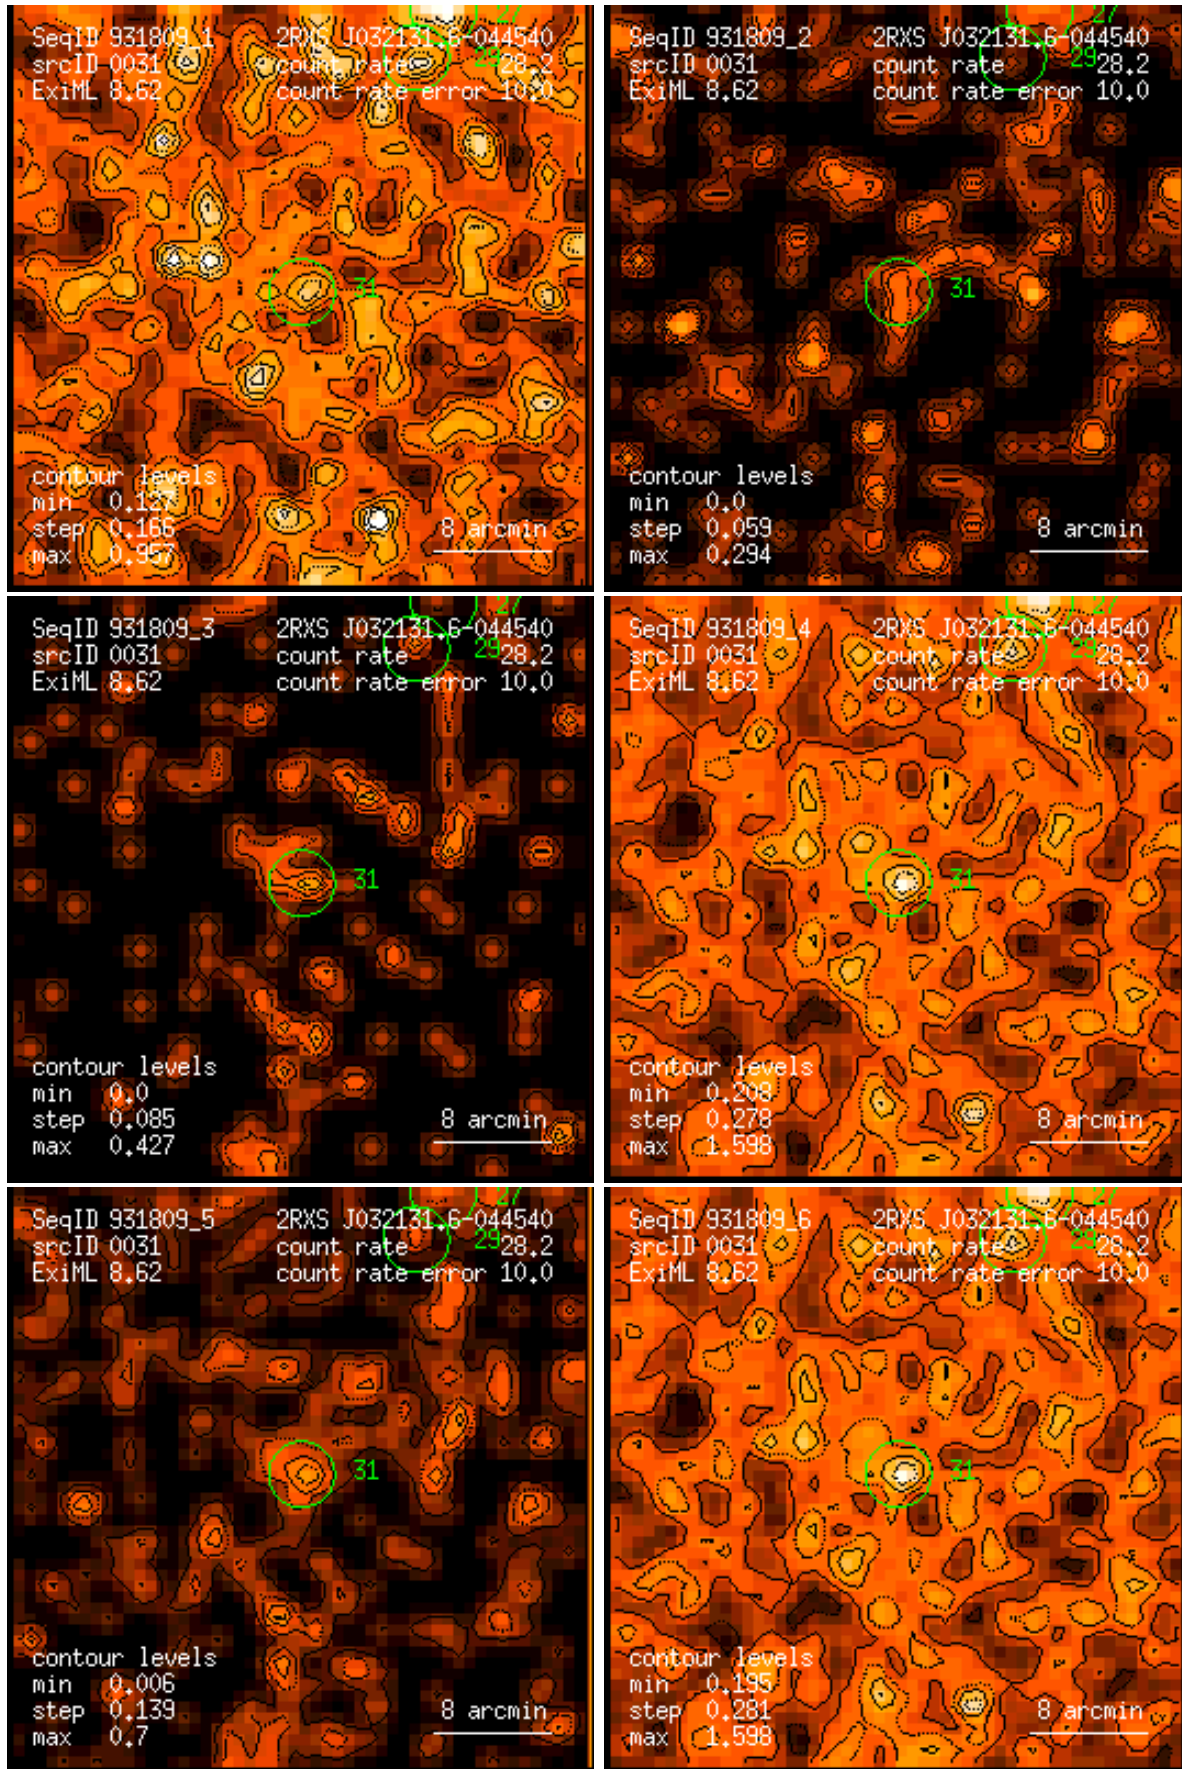 27
SeqID 931809_1 2RXS J032131.6-044540
srcID 0031 count rate 29 28.2
ExiML 8.62 count rate error 10.0
31
contour levels
min 0.127
step 0.166 8 arcmin
max 0.957
27
SeqID 931809_2 2RXS J032131.6-044540
srcID 0031 count rate 29 28.2
ExiML 8.62 count rate error 10.0
31
contour levels
min 0.0
step 0.059 8 arcmin
max 0.294
27
SeqID 931809_3 2RXS J032131.6-044540
srcID 0031 count rate 29 28.2
ExiML 8.62 count rate error 10.0
31
contour levels
min 0.0
step 0.085 8 arcmin
max 0.427
27
SeqID 931809_4 2RXS J032131.6-044540
srcID 0031 count rate 29 28.2
ExiML 8.62 count rate error 10.0
31
contour levels
min 0.208
step 0.278 8 arcmin
max 1.598
27
SeqID 931809_5 2RXS J032131.6-044540
srcID 0031 count rate 29 28.2
ExiML 8.62 count rate error 10.0
31
contour levels
min 0.006
step 0.139 8 arcmin
max 0.7
27
SeqID 931809_6 2RXS J032131.6-044540
srcID 0031 count rate 29 28.2
ExiML 8.62 count rate error 10.0
31
contour levels
min 0.195
step 0.281 8 arcmin
max 1.598